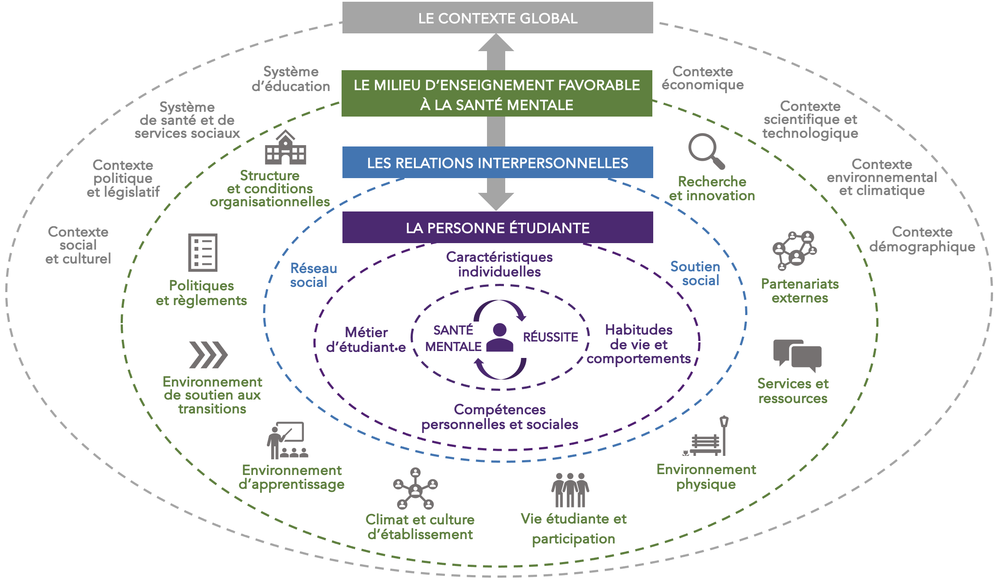 LE CONTEXTE GLOBAL
Système
d’éducation
LE MILIEU D’ENSEIGNEMENT FAVORABLE
À LA SANTÉ MENTALE
Contexte
économique
Système
de santé et de
services sociaux
Contexte
scientifique et
technologique
LES RELATIONS INTERPERSONNELLES
Contexte
politique
et législatif
Structure
et conditions
organisationnelles
Recherche
et innovation
Contexte
environnemental
et climatique
LA PERSONNE ÉTUDIANTE
Contexte
social
et culturel
Contexte
démographique
Politiques
et règlements
Réseau
social
Caractéristiques
individuelles
Soutien
social
Partenariats
externes
Métier
d’étudiant•e
SANTÉ
MENTALE
RÉUSSITE
Habitudes
de vie et
comportements
Environnement
de soutien aux
transitions
Compétences
personnelles et sociales
Services et
ressources
Environnement
d’apprentissage
Environnement
physique
Climat et culture
d’établissement
Vie étudiante et
participation